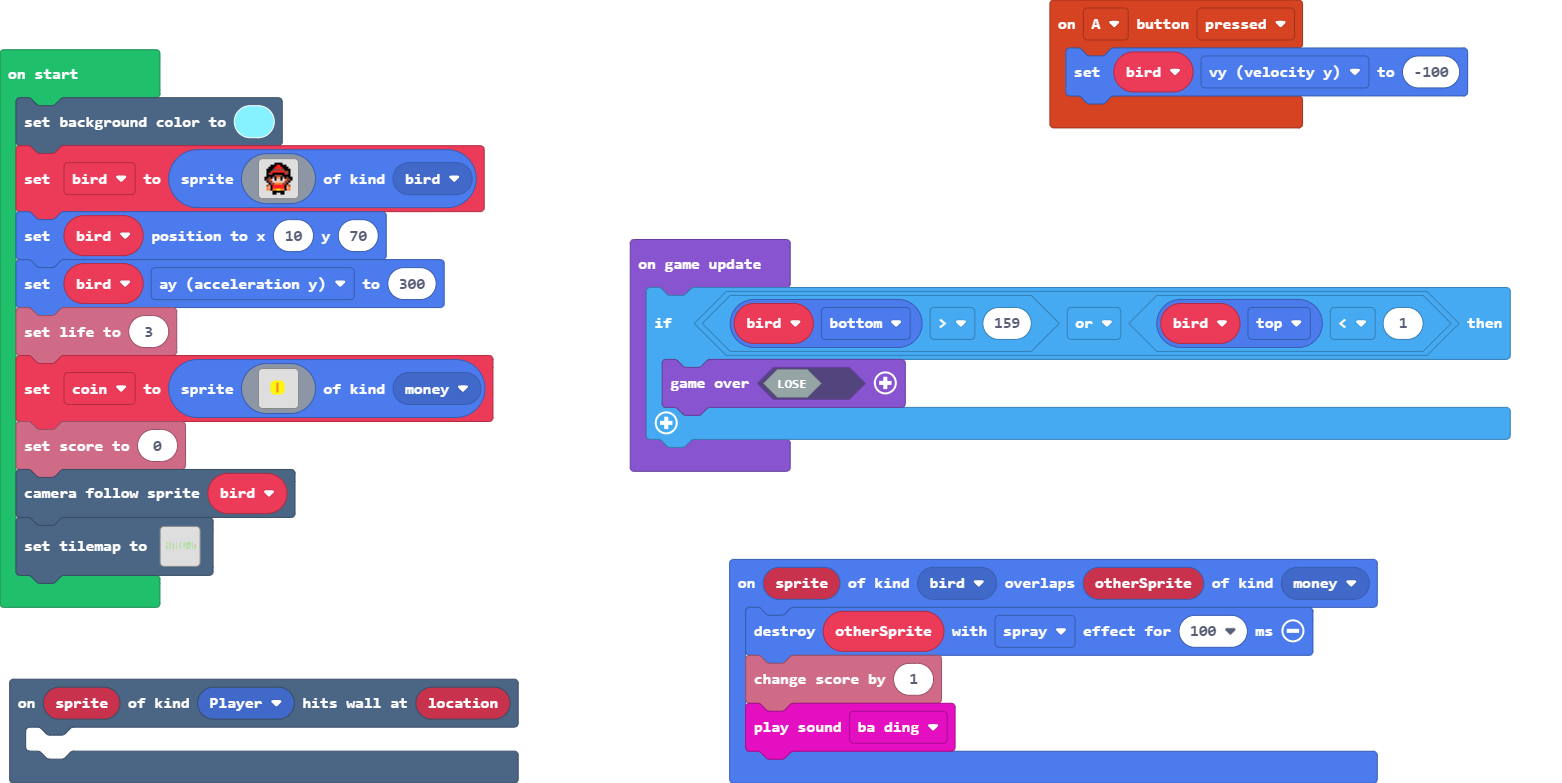 on start
set background color to
set bird to sprite of kind bird
set bird position to x 10 y 70
set bird ay (acceleration y) to 300
set life to 3
set coin to sprite of kind money
set score to 0
camera follow sprite bird
set tilemap to
on sprite of kind Player hits wall at location
on A button pressed
set bird vy (velocity y) to -100
on game update
if bird bottom > 159 or bird top < 1 then
game over LOSE
on sprite of kind bird overlaps otherSprite of kind money
destroy otherSprite with spray effect for 100 ms
change score by 1
play sound ba ding